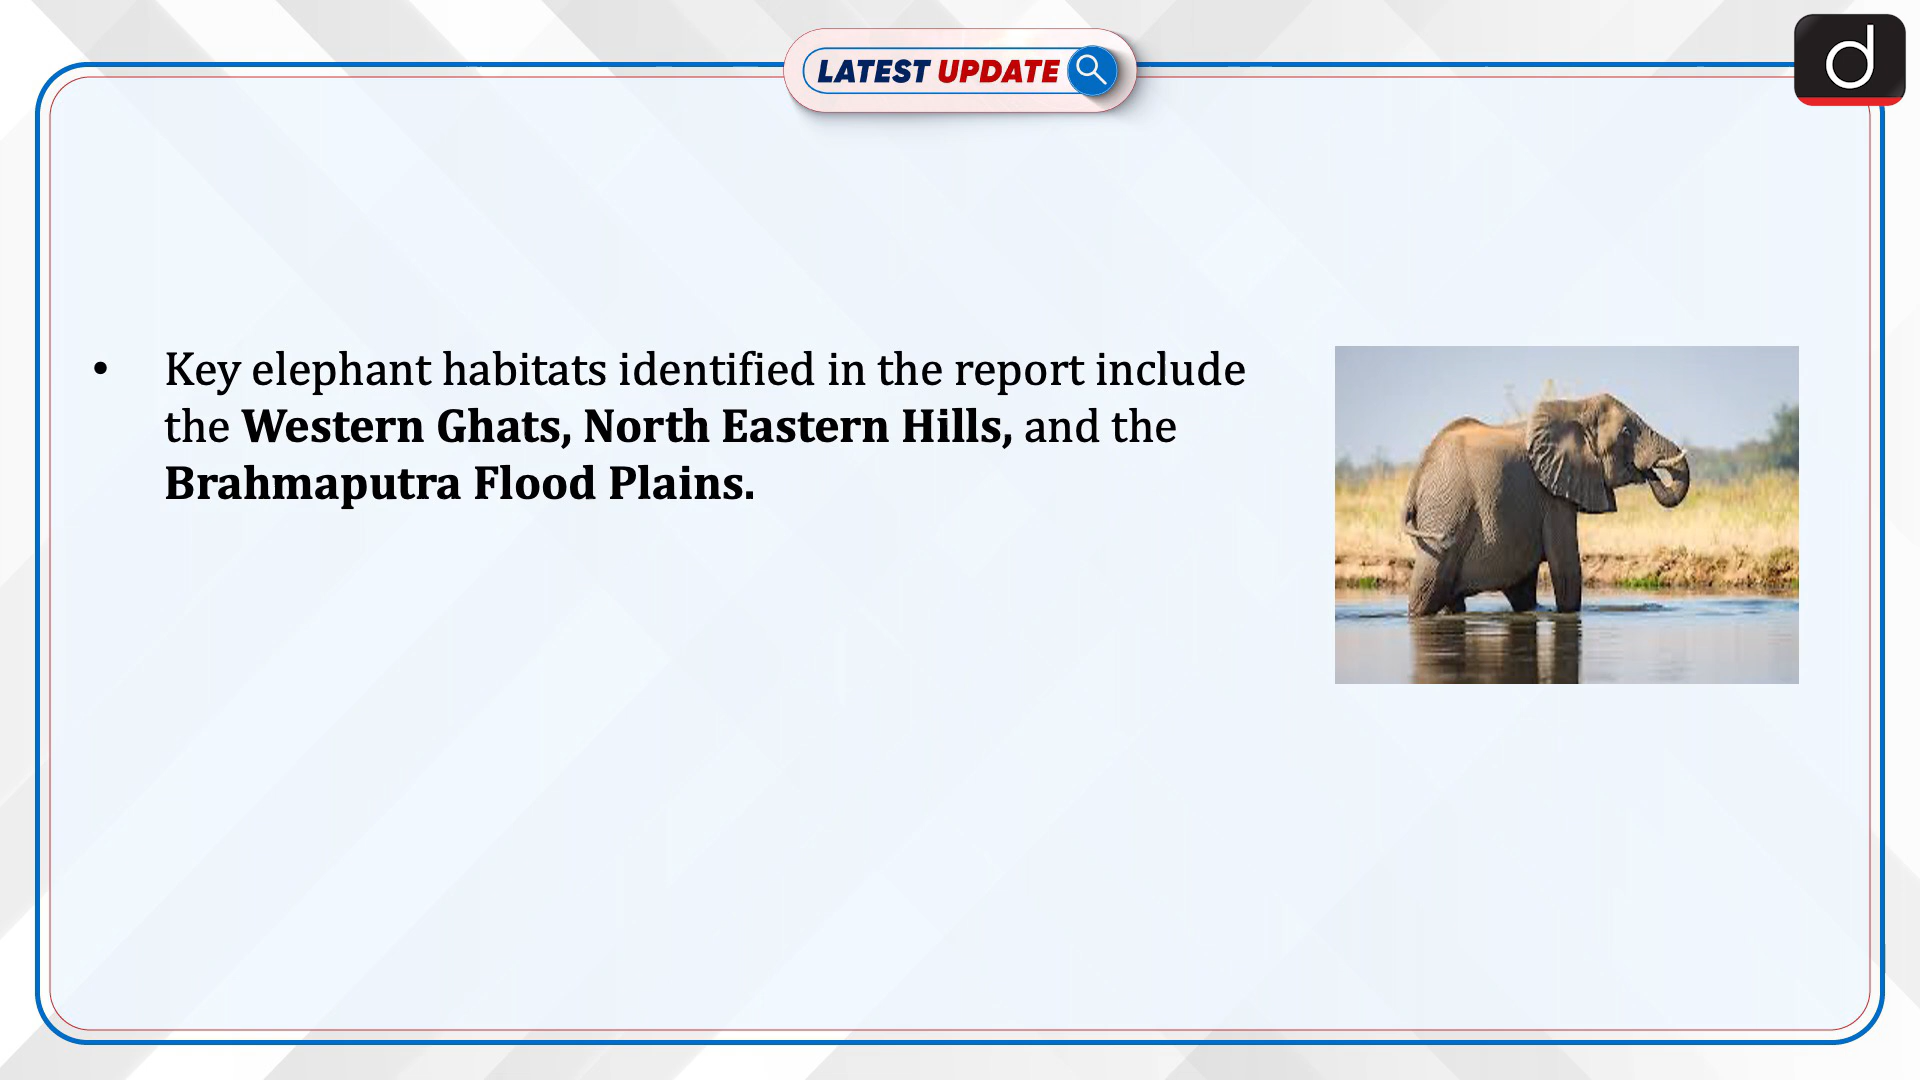 LATEST UPDATE
d
• Key elephant habitats identified in the report include
the Western Ghats, North Eastern Hills, and the
Brahmaputra Flood Plains.